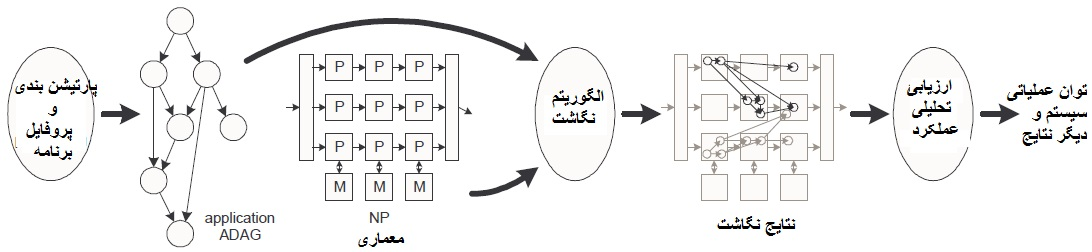 پارتیشن بندی
و
پروفایل
برنامه
application
ADAG
P P P
P P P
P P P
M M M
NP
معماری
الگوریتم
نگاشت
نتایج نگاشت
ارزیابی
تحلیلی
عملکرد
توان عملیاتی
سیستم و
دیگر نتایج